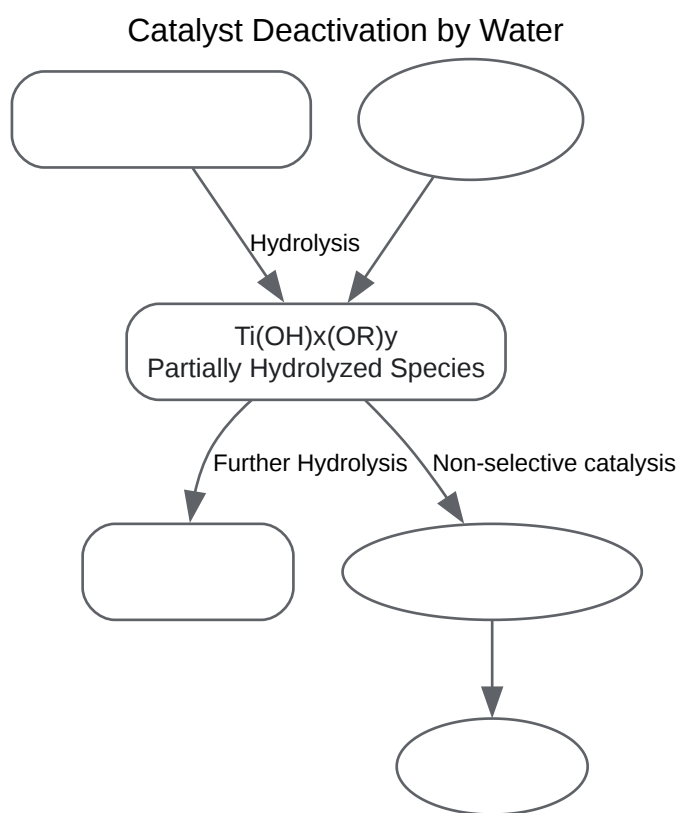 Catalyst Deactivation by Water
Hydrolysis
Ti(OH)x(OR)y
Partially Hydrolyzed Species
Further Hydrolysis
Non-selective catalysis